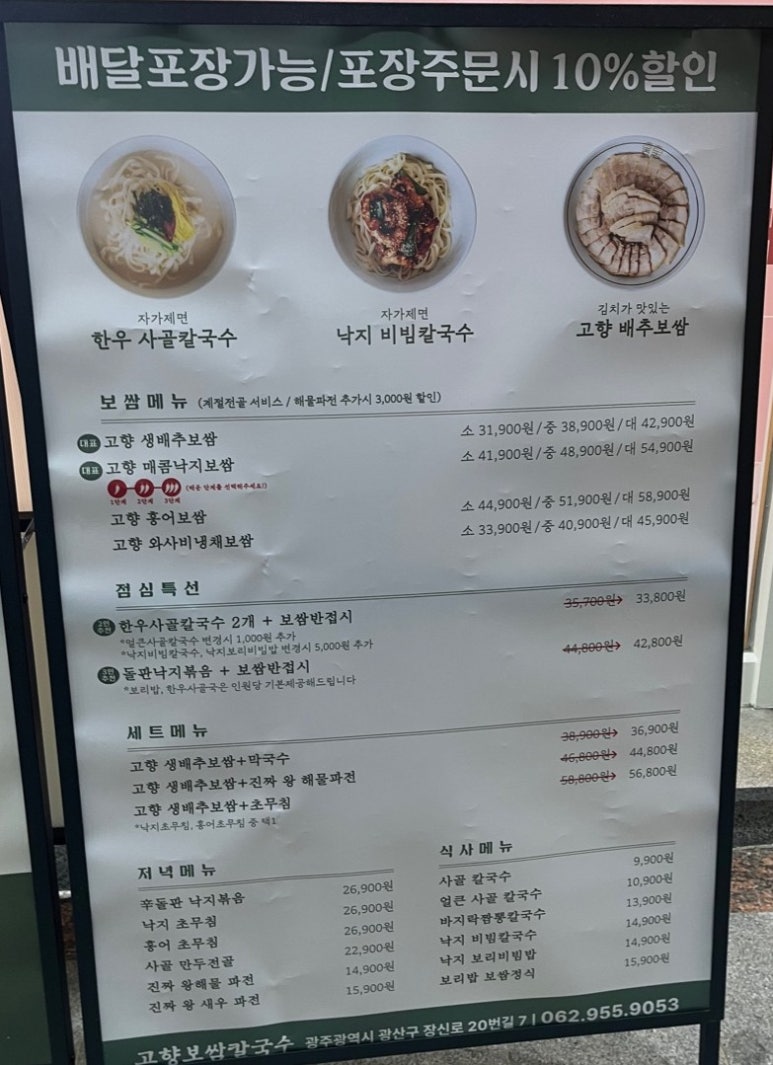 배달포장가능/포장주문시 10%할인
자가제면
한우 사골칼국수
자가제면
낙지 비빔칼국수
김치가 맛있는
고향 배추보쌈
보쌈메뉴 (계절전골 서비스 / 해물파전 추가시 3,000원 할인)
대표 고향 생배추보쌈 소 31,900원/중 38,900원/대 42,900원
대표 고향 매콤낙지보쌈 소 41,900원/중 48,900원/대 54,900원
(매운 단계를 선택해주세요!)
1단계 2단계 3단계
고향 홍어보쌈 소 44,900원/중 51,900원/대 58,900원
고향 와사비냉채보쌈 소 33,900원/중 40,900원/대 45,900원
점심특선
추천 한우사골칼국수 2개 + 보쌈반접시 35,700원→ 33,800원
*얼큰사골칼국수 변경시 1,000원 추가
*낙지비빔칼국수, 낙지보리비빔밥 변경시 5,000원 추가
추천 돌판낙지볶음 + 보쌈반접시 44,800원→ 42,800원
*보리밥, 한우사골국은 인원당 기본제공해드립니다
세트메뉴
고향 생배추보쌈+막국수 38,900원→ 36,900원
고향 생배추보쌈+진짜 왕 해물파전 46,800원→ 44,800원
고향 생배추보쌈+초무침 58,800원→ 56,800원
*낙지초무침, 홍어초무침 중 택1
저녁메뉴
辛돌판 낙지볶음 26,900원
낙지 초무침 26,900원
홍어 초무침 26,900원
사골 만두전골 22,900원
진짜 왕해물 파전 14,900원
진짜 왕 새우 파전 15,900원
식사메뉴
사골 칼국수 9,900원
얼큰 사골 칼국수 10,900원
바지락짬뽕칼국수 13,900원
낙지 비빔칼국수 14,900원
낙지 보리비빔밥 14,900원
보리밥 보쌈정식 15,900원
고향보쌈칼국수 광주광역시 광산구 장신로 20번길 7 | 062.955.9053